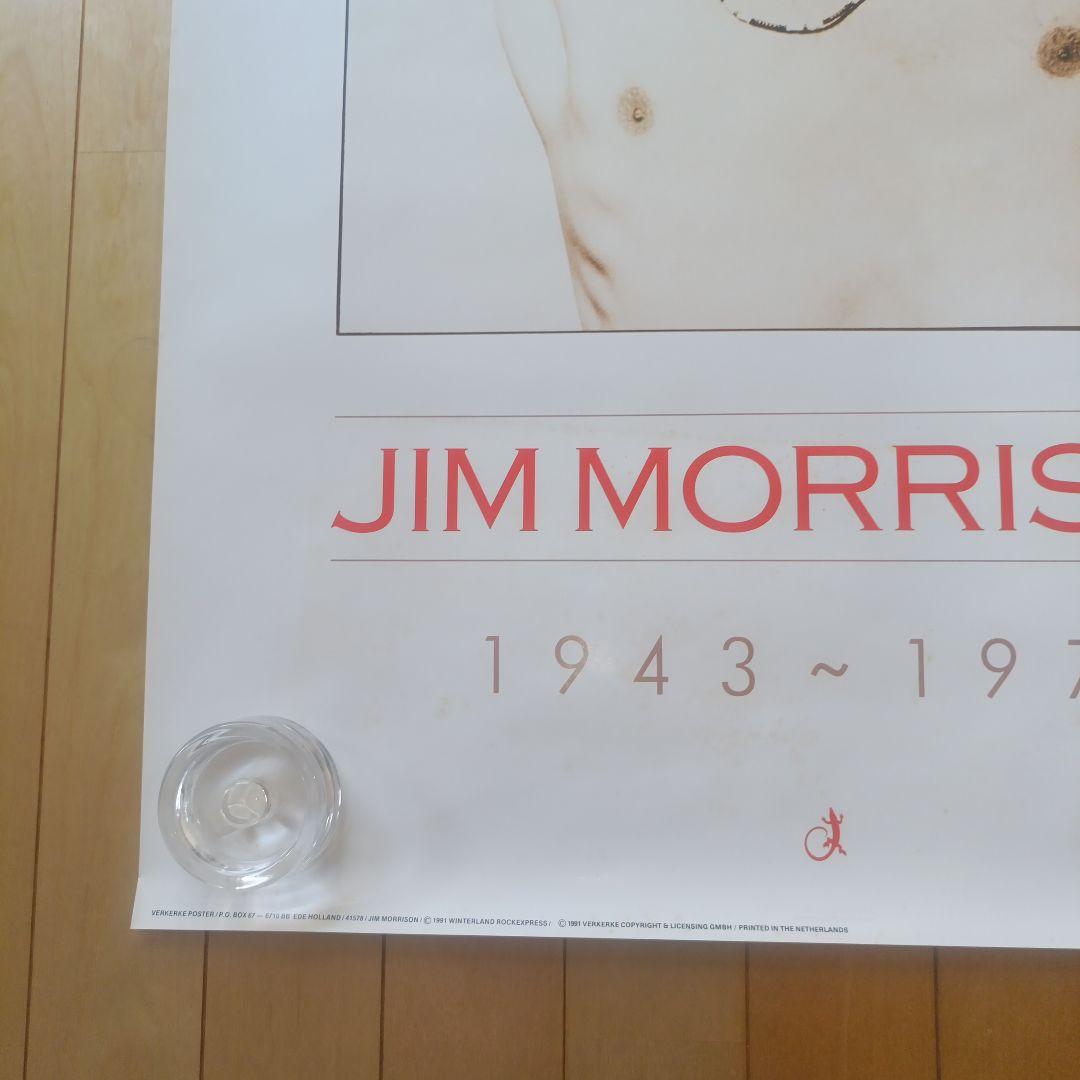 JIM MORRIS
1943~197
VERKERKE POSTER / P.O. BOX 67 — 6710 BB EDE HOLLAND / 41578 / JIM MORRISON / © 1991 WINTERLAND ROCKEXPRESS / © 1991 VERKERKE COPYRIGHT & LICENSING GMBH / PRINTED IN THE NETHERLANDS